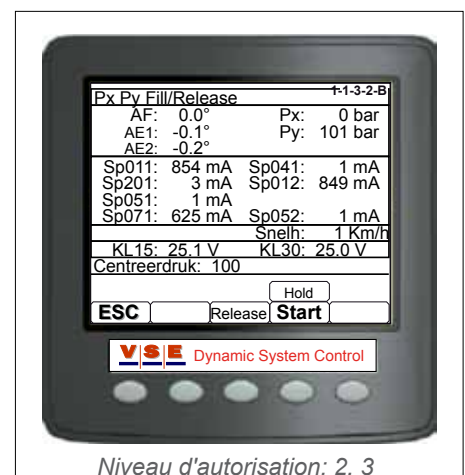 Px Py Fill/Release 1-1-3-2-B
AF: 0.0° Px: 0 bar
AE1: -0.1° Py: 101 bar
AE2: -0.2°
Sp011: 854 mA Sp041: 1 mA
Sp201: 3 mA Sp012: 849 mA
Sp051: 1 mA
Sp071: 625 mA Sp052: 1 mA
Snelh: 1 Km/h
KL15: 25.1 V KL30: 25.0 V
Centreerdruk: 100
Hold
ESC Release Start
VSE Dynamic System Control
Niveau d'autorisation: 2, 3